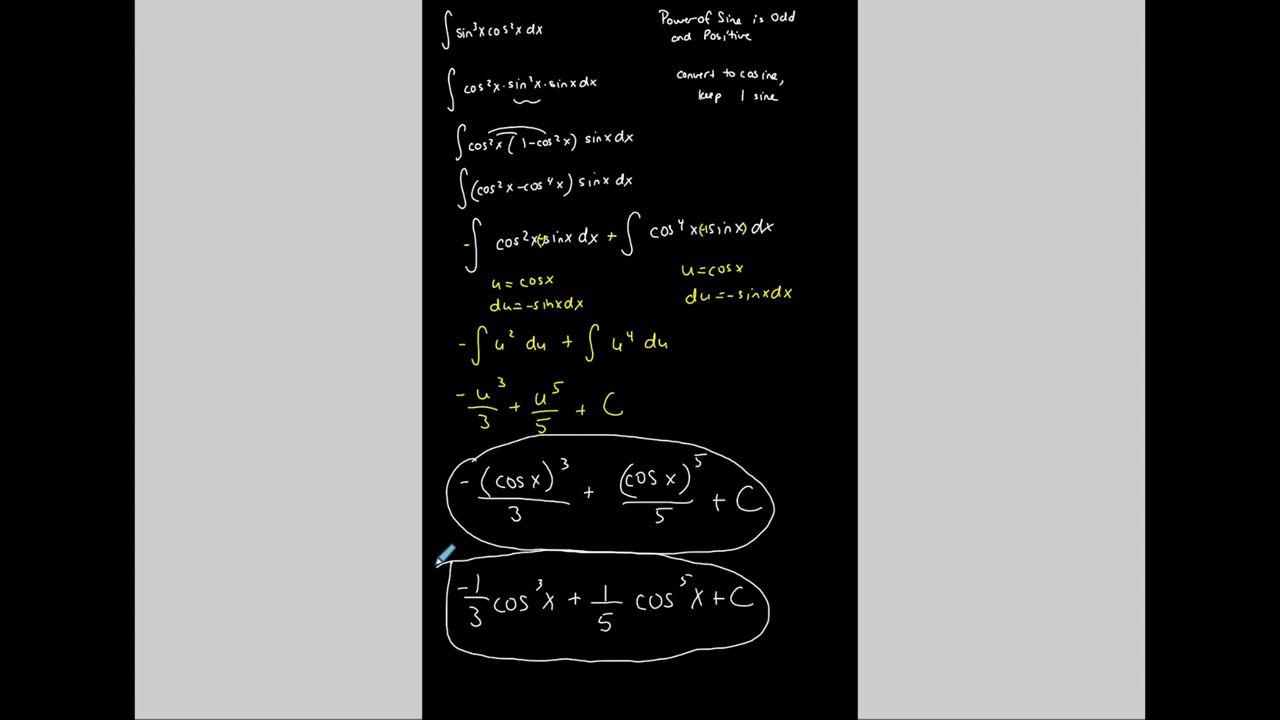 ∫ sin³x cos²x dx
Power of Sine is odd
and Positive
∫ cos²x · sin²x · sinx dx
convert to cosine,
keep 1 sine
∫ cos²x (1-cos²x) sinx dx
∫ (cos²x - cos⁴x) sinx dx
-∫ cos²x(-)sinx dx + ∫ cos⁴x(-1sinx) dx
u = cosx
du = -sinxdx
u = cosx
du = -sinxdx
-∫ u² du + ∫ u⁴ du
-u³/3 + u⁵/5 + C
-(cosx)³/3 + (cosx)⁵/5 + C
-1/3 cos³x + 1/5 cos⁵x + C